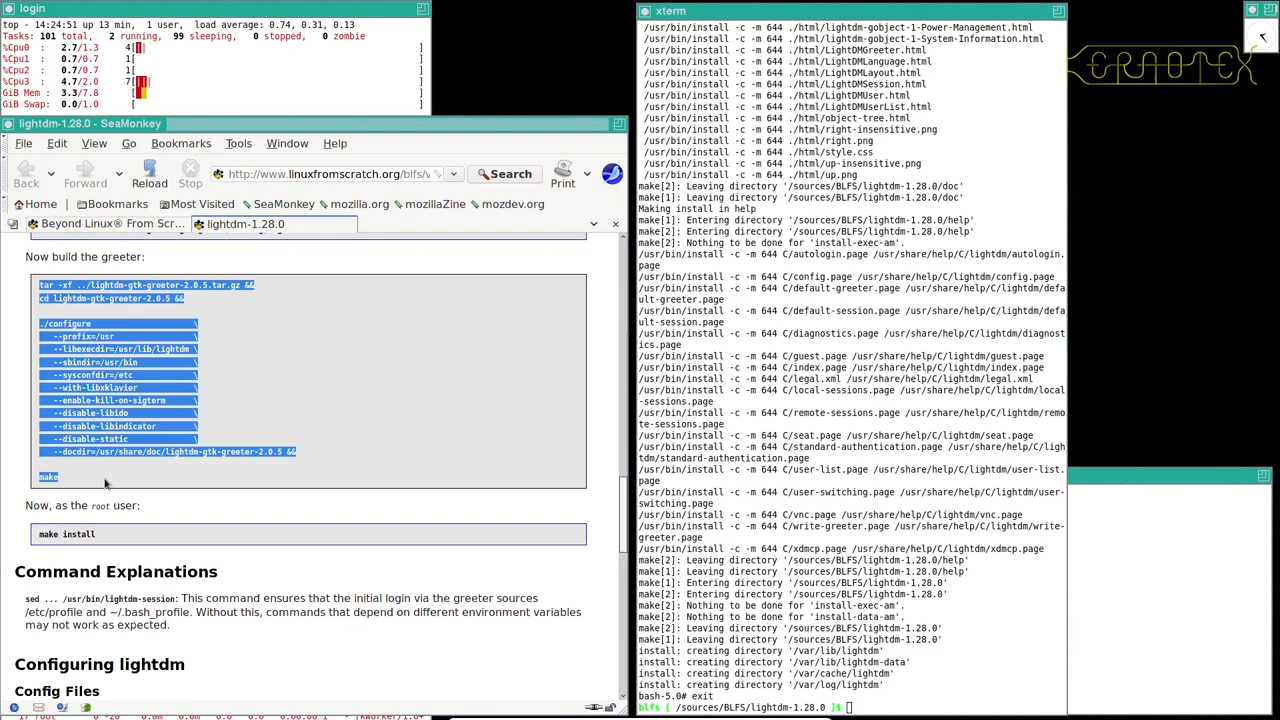 login
top - 14:24:51 up 13 min, 1 user, load average: 0.74, 0.31, 0.13
Tasks: 101 total, 2 running, 99 sleeping, 0 stopped, 0 zombie
%Cpu0 : 2.7/1.3 4[||| ]
%Cpu1 : 0.7/0.7 1[ ]
%Cpu2 : 0.7/0.7 1[ ]
%Cpu3 : 4.7/2.0 7[|||| ]
GiB Mem : 3.3/7.8 [ ]
GiB Swap: 0.0/1.0 [ ]
lightdm-1.28.0 - SeaMonkey
File Edit View Go Bookmarks Tools Window Help
Back Forward Reload Stop http://www.linuxfromscratch.org/blfs/v Search Print
Home Bookmarks Most Visited SeaMonkey mozilla.org mozillaZine mozdev.org
Beyond Linux® From Scr... lightdm-1.28.0
Now build the greeter:
tar -xf ../lightdm-gtk-greeter-2.0.5.tar.gz &&
cd lightdm-gtk-greeter-2.0.5 &&
./configure \
--prefix=/usr \
--libexecdir=/usr/lib/lightdm \
--sbindir=/usr/bin \
--sysconfdir=/etc \
--with-libxklavier \
--enable-kill-on-sigterm \
--disable-libido \
--disable-libindicator \
--disable-static \
--docdir=/usr/share/doc/lightdm-gtk-greeter-2.0.5 &&
make
Now, as the root user:
make install
Command Explanations
sed ... /usr/bin/lightdm-session: This command ensures that the initial login via the greeter sources
/etc/profile and ~/.bash_profile. Without this, commands that depend on different environment variables
may not work as expected.
Configuring lightdm
Config Files
xterm
/usr/bin/install -c -m 644 ./html/lightdm-gobject-1-Power-Management.html
/usr/bin/install -c -m 644 ./html/lightdm-gobject-1-System-Information.html
/usr/bin/install -c -m 644 ./html/LightDMGreeter.html
/usr/bin/install -c -m 644 ./html/LightDMLanguage.html
/usr/bin/install -c -m 644 ./html/LightDMLayout.html
/usr/bin/install -c -m 644 ./html/LightDMSession.html
/usr/bin/install -c -m 644 ./html/LightDMUser.html
/usr/bin/install -c -m 644 ./html/LightDMUserList.html
/usr/bin/install -c -m 644 ./html/object-tree.html
/usr/bin/install -c -m 644 ./html/right-insensitive.png
/usr/bin/install -c -m 644 ./html/right.png
/usr/bin/install -c -m 644 ./html/style.css
/usr/bin/install -c -m 644 ./html/up-insensitive.png
/usr/bin/install -c -m 644 ./html/up.png
make[2]: Leaving directory '/sources/BLFS/lightdm-1.28.0/doc'
make[1]: Leaving directory '/sources/BLFS/lightdm-1.28.0/doc'
Making install in help
make[1]: Entering directory '/sources/BLFS/lightdm-1.28.0/help'
make[2]: Entering directory '/sources/BLFS/lightdm-1.28.0/help'
make[2]: Nothing to be done for 'install-exec-am'.
/usr/bin/install -c -m 644 C/autologin.page /usr/share/help/C/lightdm/autologin.
page
/usr/bin/install -c -m 644 C/config.page /usr/share/help/C/lightdm/config.page
/usr/bin/install -c -m 644 C/default-greeter.page /usr/share/help/C/lightdm/defa
ult-greeter.page
/usr/bin/install -c -m 644 C/default-session.page /usr/share/help/C/lightdm/defa
ult-session.page
/usr/bin/install -c -m 644 C/diagnostics.page /usr/share/help/C/lightdm/diagnost
ics.page
/usr/bin/install -c -m 644 C/guest.page /usr/share/help/C/lightdm/guest.page
/usr/bin/install -c -m 644 C/index.page /usr/share/help/C/lightdm/index.page
/usr/bin/install -c -m 644 C/legal.xml /usr/share/help/C/lightdm/legal.xml
/usr/bin/install -c -m 644 C/local-sessions.page /usr/share/help/C/lightdm/local
-sessions.page
/usr/bin/install -c -m 644 C/remote-sessions.page /usr/share/help/C/lightdm/remo
te-sessions.page
/usr/bin/install -c -m 644 C/seat.page /usr/share/help/C/lightdm/seat.page
/usr/bin/install -c -m 644 C/standard-authentication.page /usr/share/help/C/ligh
tdm/standard-authentication.page
/usr/bin/install -c -m 644 C/user-list.page /usr/share/help/C/lightdm/user-list.
page
/usr/bin/install -c -m 644 C/user-switching.page /usr/share/help/C/lightdm/user-
switching.page
/usr/bin/install -c -m 644 C/vnc.page /usr/share/help/C/lightdm/vnc.page
/usr/bin/install -c -m 644 C/write-greeter.page /usr/share/help/C/lightdm/write-
greeter.page
/usr/bin/install -c -m 644 C/xdmcp.page /usr/share/help/C/lightdm/xdmcp.page
make[2]: Leaving directory '/sources/BLFS/lightdm-1.28.0/help'
make[1]: Leaving directory '/sources/BLFS/lightdm-1.28.0/help'
make[1]: Entering directory '/sources/BLFS/lightdm-1.28.0'
make[2]: Entering directory '/sources/BLFS/lightdm-1.28.0'
make[2]: Nothing to be done for 'install-exec-am'.
make[2]: Nothing to be done for 'install-data-am'.
make[2]: Leaving directory '/sources/BLFS/lightdm-1.28.0'
make[1]: Leaving directory '/sources/BLFS/lightdm-1.28.0'
install: creating directory '/var/lib/lightdm'
install: creating directory '/var/lib/lightdm-data'
install: creating directory '/var/cache/lightdm'
install: creating directory '/var/log/lightdm'
bash-5.0# exit
blfs [ /sources/BLFS/lightdm-1.28.0 ]$